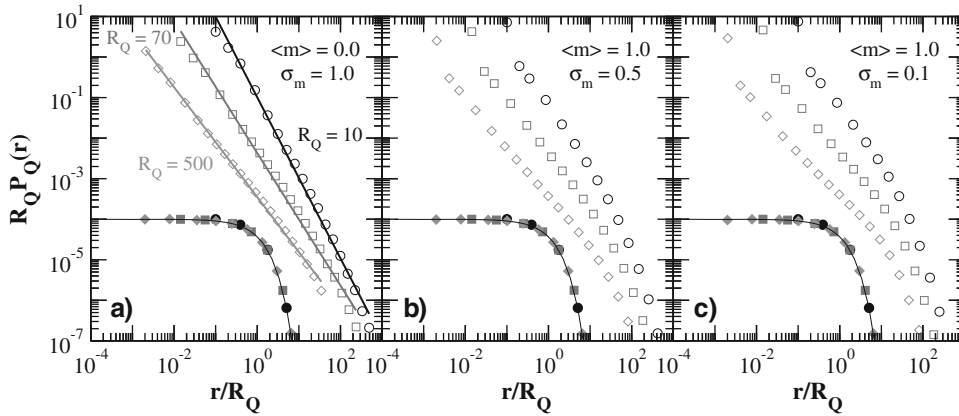 R_Q P_Q(r)
10^1
10^-1
10^-3
10^-5
10^-7
R_Q = 70
<m> = 0.0
σ_m = 1.0
R_Q = 10
R_Q = 500
a)
10^-4 10^-2 10^0 10^2
r/R_Q
<m> = 1.0
σ_m = 0.5
b)
10^-4 10^-2 10^0 10^2
r/R_Q
<m> = 1.0
σ_m = 0.1
c)
10^-4 10^-2 10^0 10^2
r/R_Q